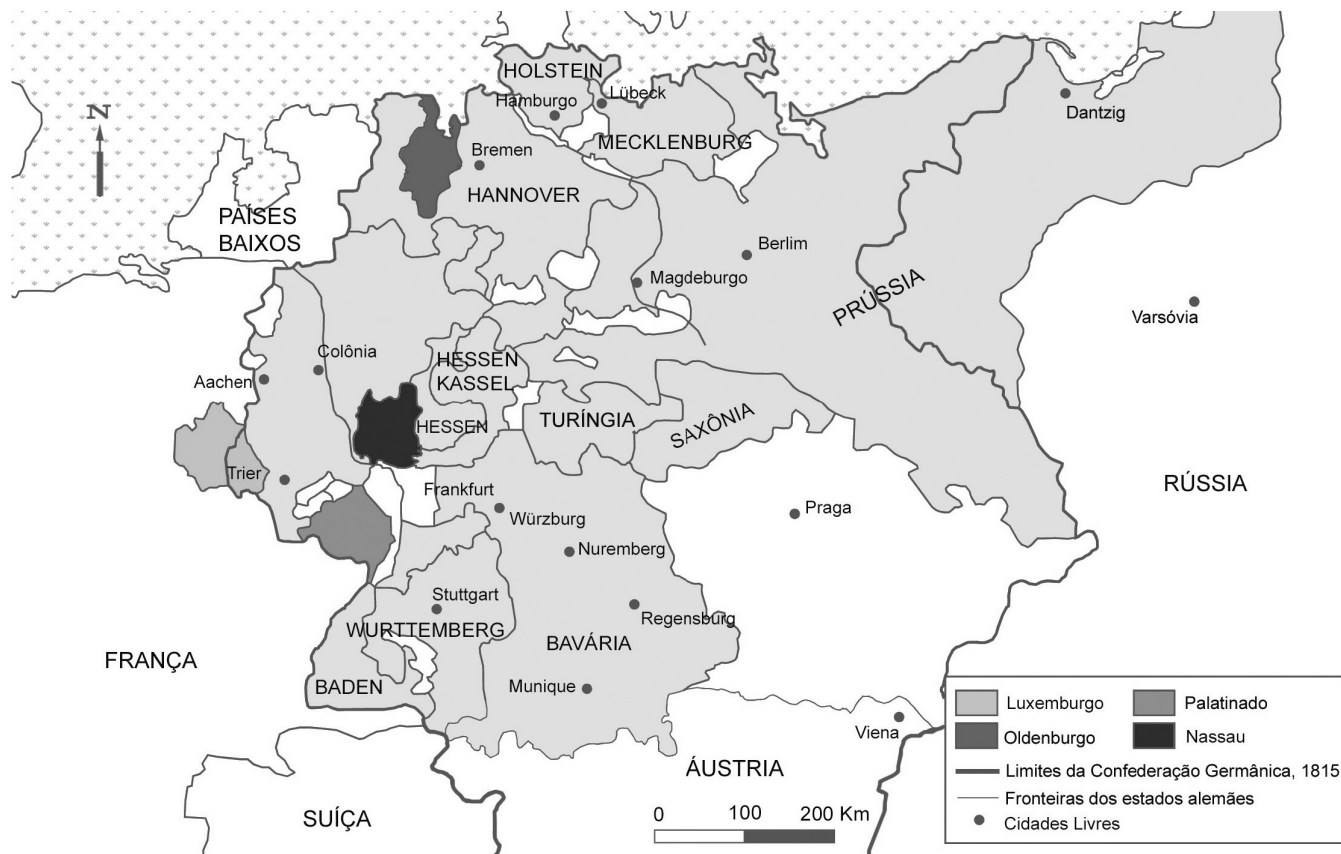 HOLSTEIN
Hamburgo
Lübeck
Dantzig
N
MECKLENBURG
Bremen
HANNOVER
PAÍSES
BAIXOS
Berlim
Magdeburgo
PRÚSSIA
Varsóvia
Colônia
Aachen
HESSEN
KASSEL
HESSEN
TURÍNGIA
SAXÔNIA
Trier
Frankfurt
RÚSSIA
Würzburg
Praga
Nuremberg
Stuttgart
WURTTEMBERG
Regensburg
BAVÁRIA
FRANÇA
BADEN
Munique
Viena
ÁUSTRIA
SUÍÇA
0 100 200 Km
Luxemburgo
Palatinado
Oldenburgo
Nassau
Limites da Confederação Germânica, 1815
Fronteiras dos estados alemães
Cidades Livres